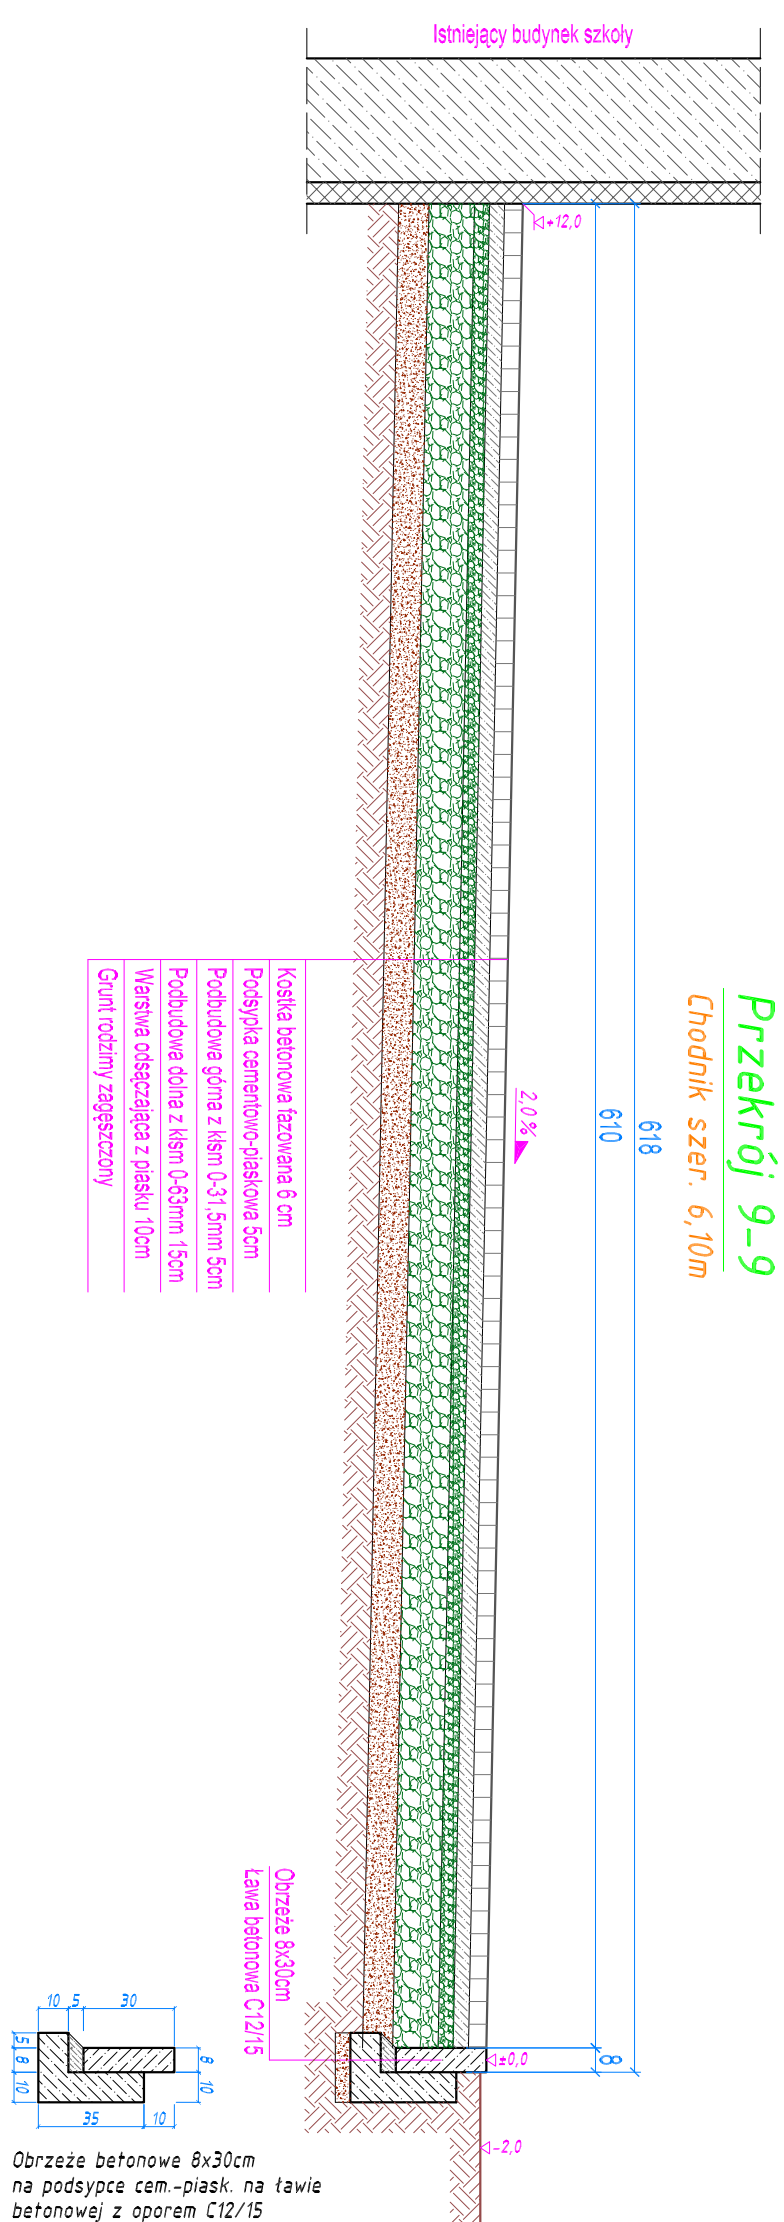 Istniejący budynek szkoły
+12,0
Przekrój 9-9
Chodnik szer. 6,10m
618
610
2,0%
Kostka betonowa fazowana 6 cm
Podsypka cementowo-piaskowa 5cm
Podbudowa górna z kłsm 0-31,5mm 5cm
Podbudowa dolna z kłsm 0-63mm 15cm
Warstwa odsączająca z piasku 10cm
Grunt rodzimy zagęszczony
Obrzeże 8x30cm
Ława betonowa C12/15
8
±0,0
-2,0
10 5 30
5 8 10
8 10
35 10
Obrzeże betonowe 8x30cm
na podsypce cem.-piask. na ławie
betonowej z oporem C12/15